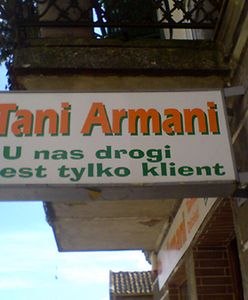 Tani Armani
U nas drogi
est tylko klient